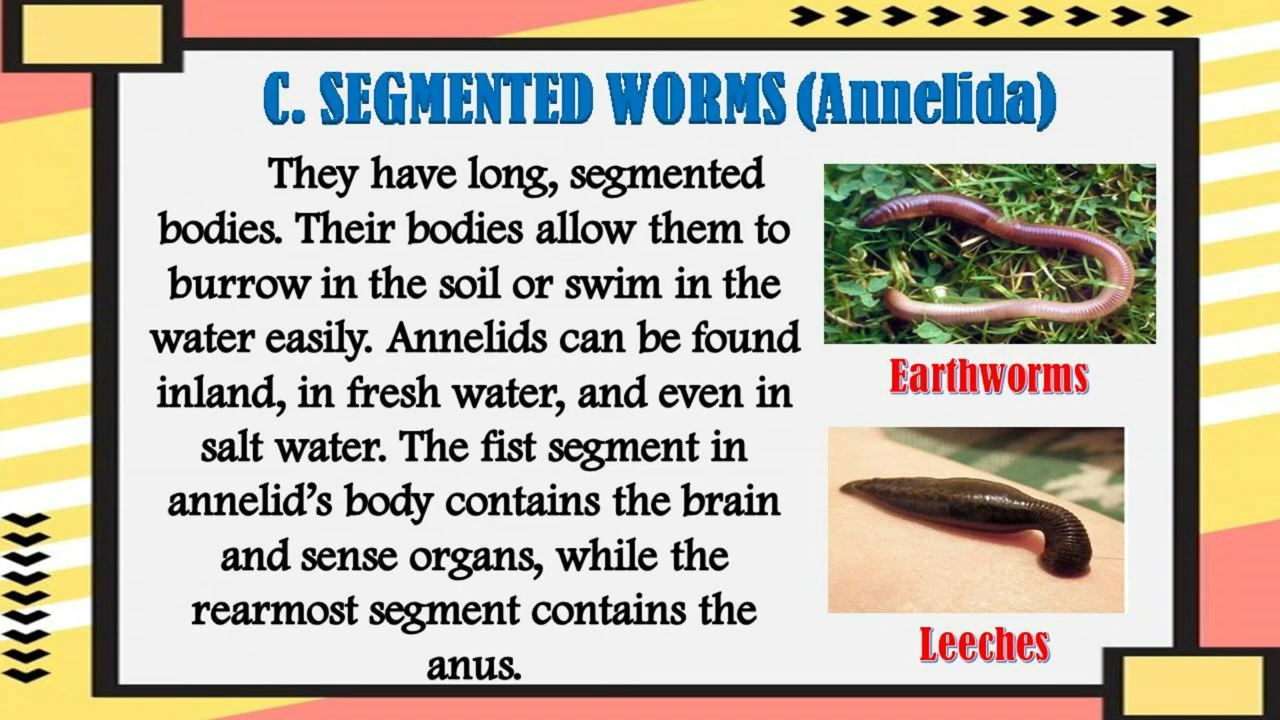 C. SEGMENTED WORMS (Annelida)
They have long, segmented
bodies. Their bodies allow them to
burrow in the soil or swim in the
water easily. Annelids can be found
inland, in fresh water, and even in
salt water. The fist segment in
annelid’s body contains the brain
and sense organs, while the
rearmost segment contains the
anus.
Earthworms
Leeches